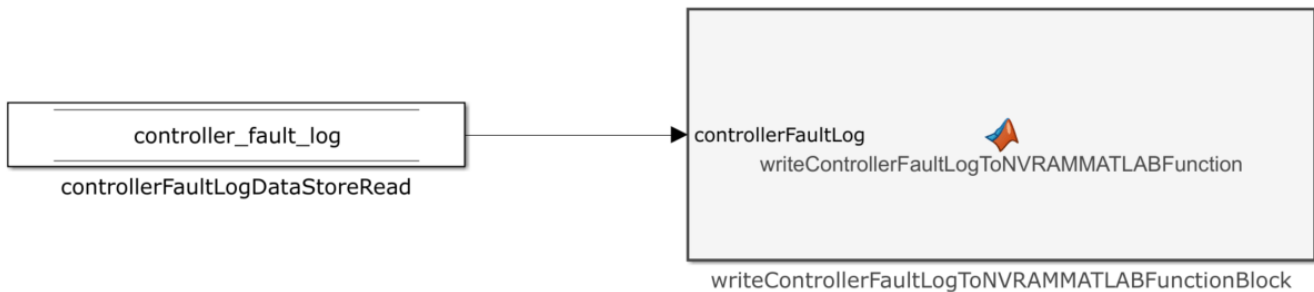 controller_fault_log
controllerFaultLogDataStoreRead
controllerFaultLog
writeControllerFaultLogToNVRAMMATLABFunction
writeControllerFaultLogToNVRAMMATLABFunctionBlock